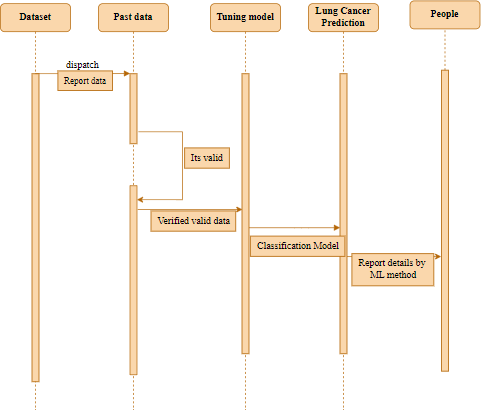 Dataset
Past data
Tuning model
Lung Cancer
Prediction
People
dispatch
Report data
Its valid
Verified valid data
Classification Model
Report details by
ML method